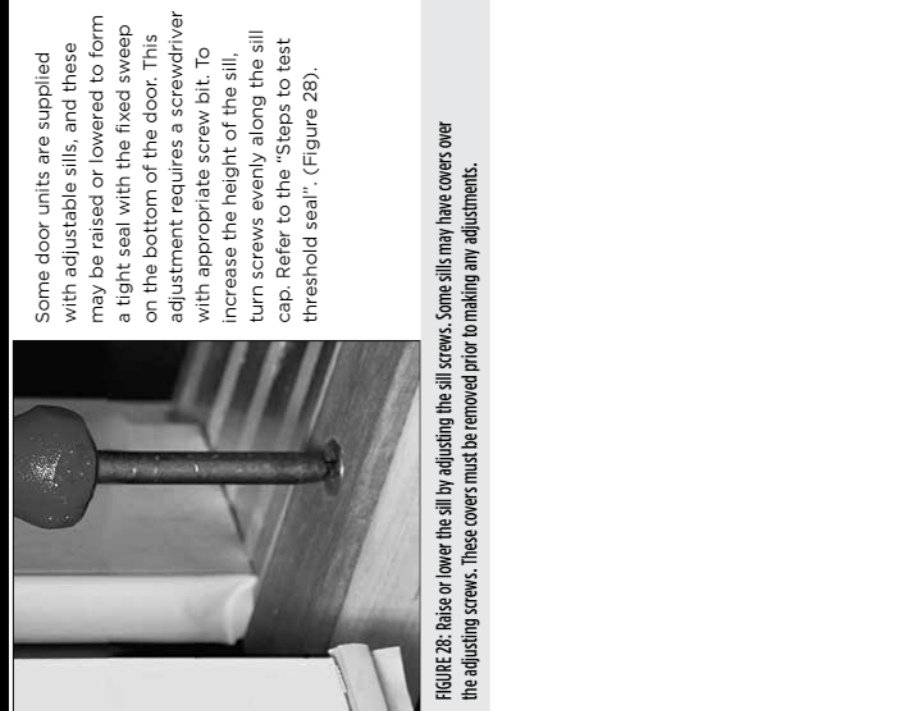 Some door units are supplied
with adjustable sills, and these
may be raised or lowered to form
a tight seal with the fixed sweep
on the bottom of the door. This
adjustment requires a screwdriver
with appropriate screw bit. To
increase the height of the sill,
turn screws evenly along the sill
cap. Refer to the “Steps to test
threshold seal”. (Figure 28).
FIGURE 28: Raise or lower the sill by adjusting the sill screws. Some sills may have covers over
the adjusting screws. These covers must be removed prior to making any adjustments.